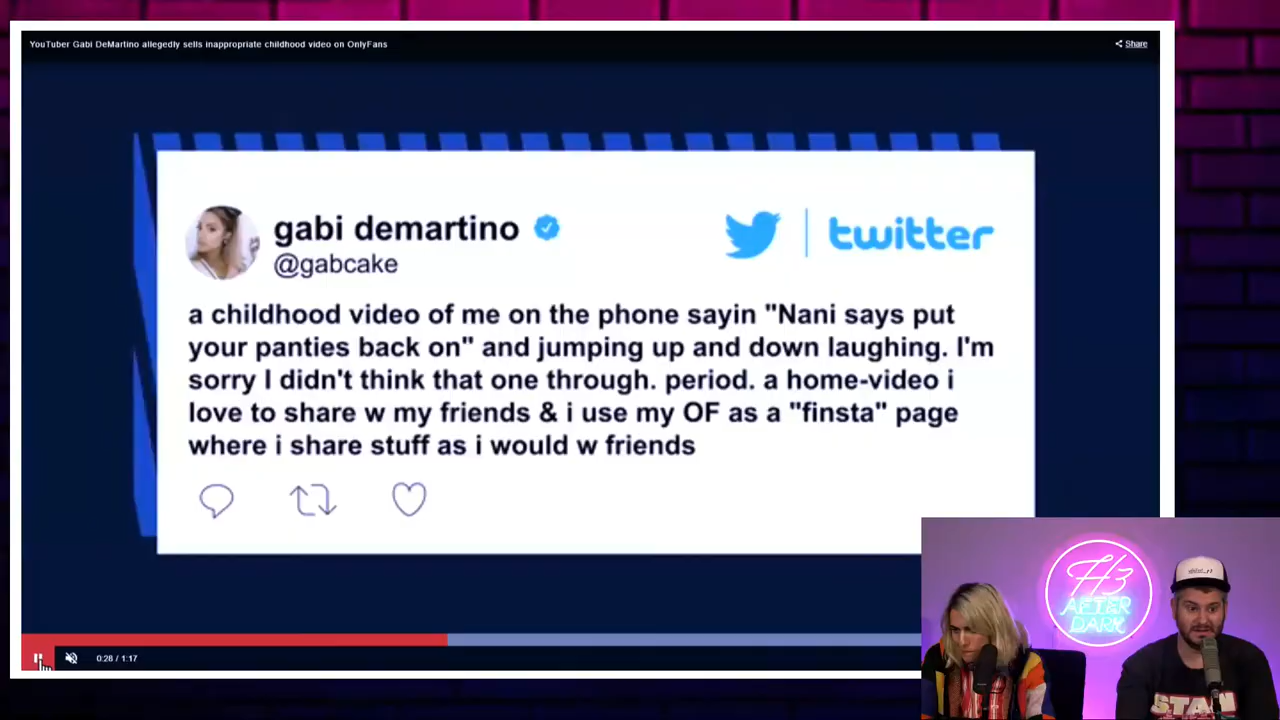 YouTuber Gabi DeMartino allegedly sells inappropriate childhood video on OnlyFans
Share
gabi demartino
@gabcake
twitter
a childhood video of me on the phone sayin "Nani says put
your panties back on" and jumping up and down laughing. I'm
sorry I didn't think that one through. period. a home-video i
love to share w my friends & i use my OF as a "finsta" page
where i share stuff as i would w friends
0:28 / 1:17
H3
AFTER
DARK
STAN